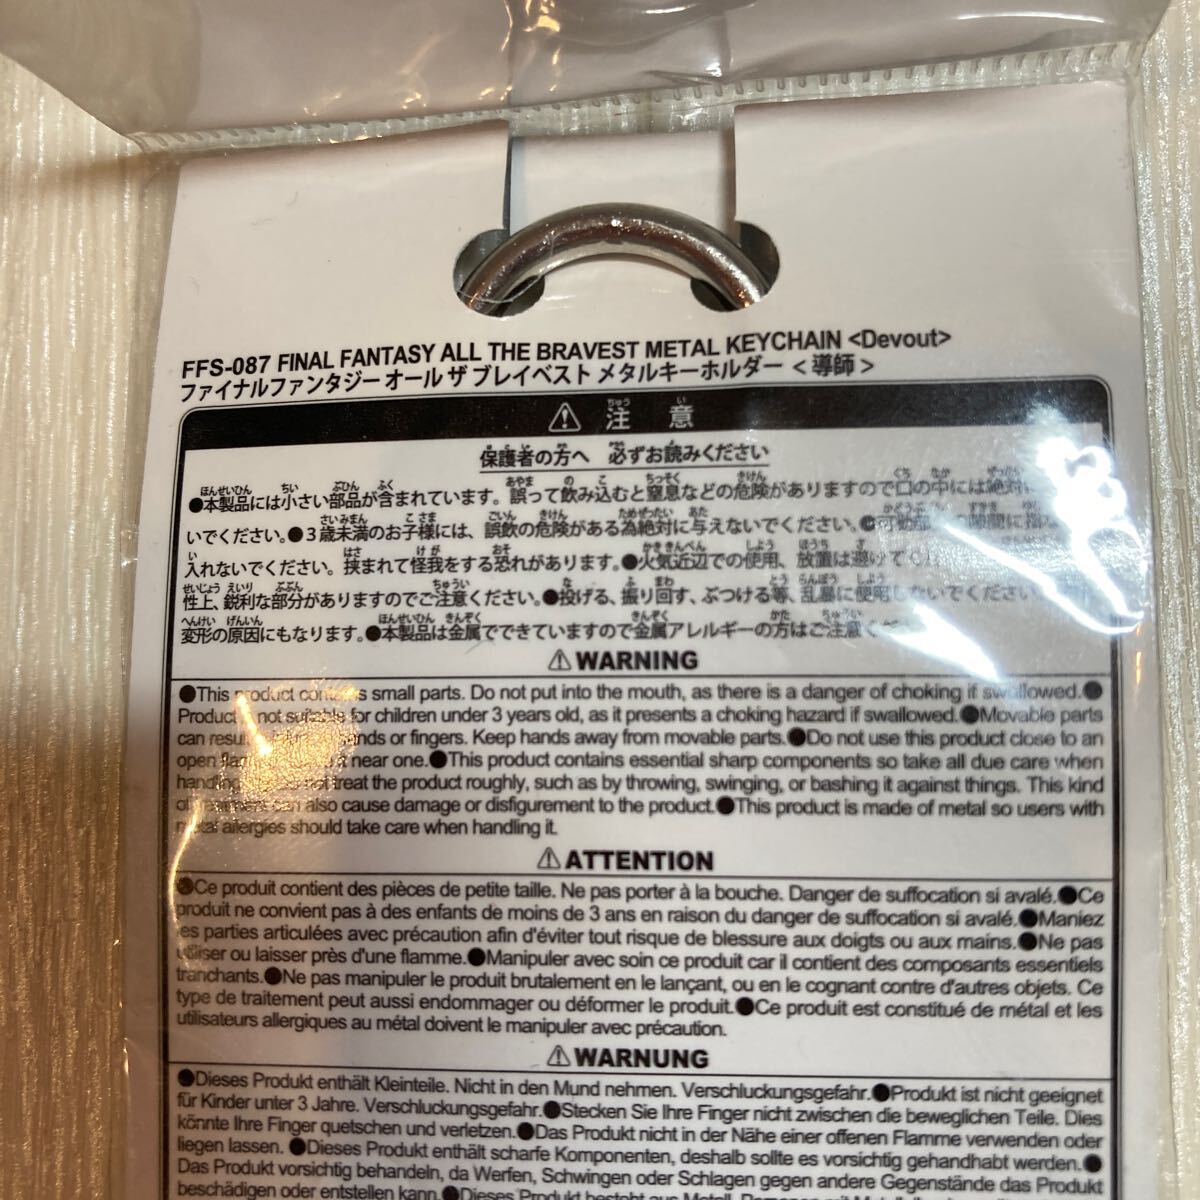 FFS-087 FINAL FANTASY ALL THE BRAVEST METAL KEYCHAIN <Devout>
ファイナルファンタジー オール ザ ブレイベスト メタルキーホルダー <導師>
⚠ 注意
保護者の方へ 必ずお読みください
●本製品には小さい部品が含まれています。誤って飲み込むと窒息などの危険がありますので口の中には絶対
いでください。●3歳未満のお子様には、誤飲の危険がある為絶対に与えないでください。●可動部の隙間に指
入れないでください。挟まれて怪我をする恐れがあります。●火気近辺での使用、放置は避けて
性上、鋭利な部分がありますのでご注意ください。●投げる、振り回す、ぶつける等、乱暴に使用しないでください
変形の原因にもなります。●本製品は金属でできていますので金属アレルギーの方はご注意くだ
⚠ WARNING
●This product contains small parts. Do not put into the mouth, as there is a danger of choking if swallowed.●
Product not suitable for children under 3 years old, as it presents a choking hazard if swallowed.●Movable parts
can result hands or fingers. Keep hands away from movable parts.●Do not use this product close to an
open near one.●This product contains essential sharp components so take all due care when
handling not treat the product roughly, such as by throwing, swinging, or bashing it against things. This kind
of treatment can also cause damage or disfigurement to the product.●This product is made of metal so users with
metal allergies should take care when handling it.
⚠ ATTENTION
●Ce produit contient des pièces de petite taille. Ne pas porter à la bouche. Danger de suffocation si avalé.●Ce
produit ne convient pas à des enfants de moins de 3 ans en raison du danger de suffocation si avalé.●Maniez
les parties articulées avec précaution afin d'éviter tout risque de blessure aux doigts ou aux mains.●Ne pas
utiliser ou laisser près d'une flamme.●Manipuler avec soin ce produit car il contient des composants essentiels
tranchants.●Ne pas manipuler le produit brutalement en le lançant, ou en le cognant contre d'autres objets. Ce
type de traitement peut aussi endommager ou déformer le produit.●Ce produit est constitué de métal et les
utilisateurs allergiques au métal doivent le manipuler avec précaution.
⚠ WARNUNG
●Dieses Produkt enthält Kleinteile. Nicht in den Mund nehmen. Verschluckungsgefahr.●Produkt ist nicht geeignet
für Kinder unter 3 Jahre. Verschluckungsgefahr.●Stecken Sie Ihre Finger nicht zwischen die beweglichen Teile. Dies
könnte Ihre Finger quetschen und verletzen.●Das Produkt nicht in der Nähe einer offenen Flamme verwenden oder
liegen lassen. ●Dieses Produkt enthält scharfe Komponenten, deshalb sollte es vorsichtig gehandhabt werden.●
Das Produkt vorsichtig behandeln, da Werfen, Schwingen oder Schlagen gegen andere Gegenstände das Produkt
beschädigen oder entstellen kann.●Dieses Produkt besteht aus Metall. Personen mit